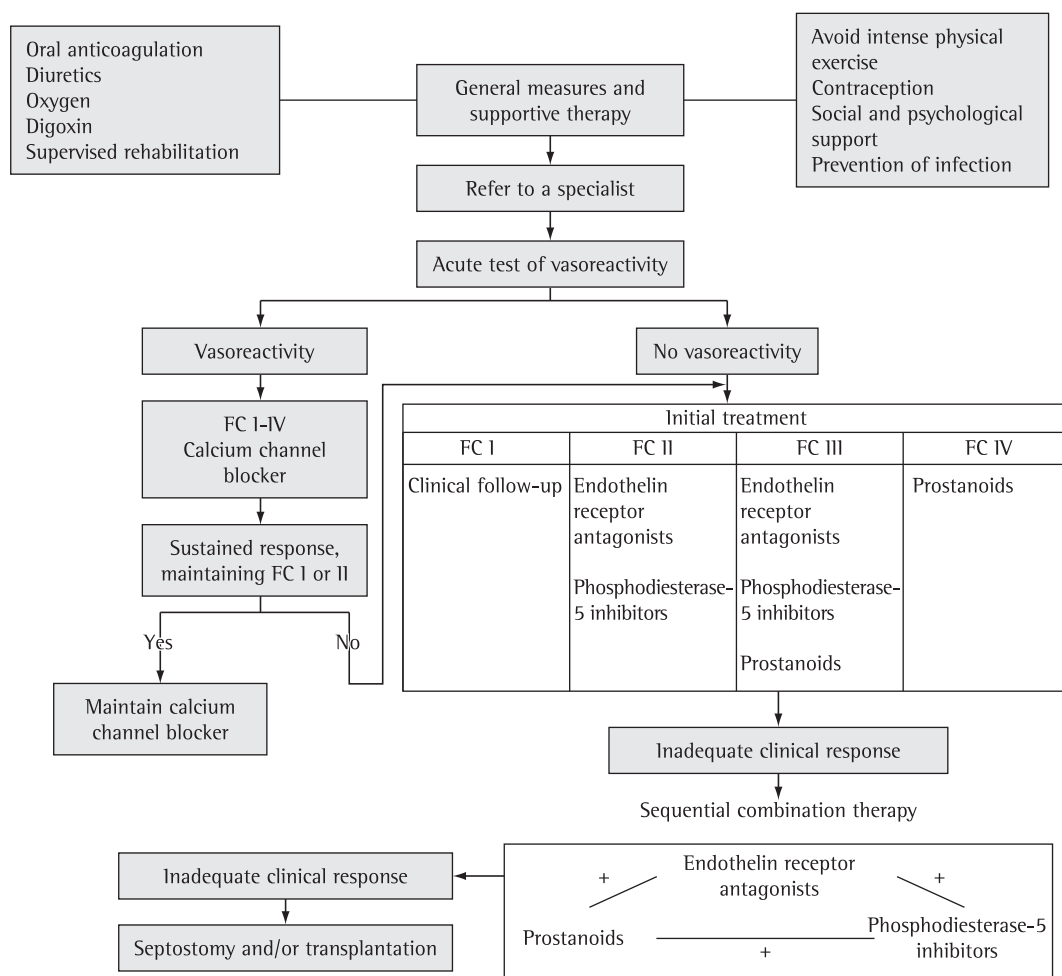 Oral anticoagulation
Diuretics
Oxygen
Digoxin
Supervised rehabilitation
General measures and
supportive therapy
Avoid intense physical
exercise
Contraception
Social and psychological
support
Prevention of infection
Refer to a specialist
Acute test of vasoreactivity
Vasoreactivity
No vasoreactivity
FC I-IV
Calcium channel
blocker
Sustained response,
maintaining FC I or II
Yes
No
Maintain calcium
channel blocker
Initial treatment
FC I
FC II
FC III
FC IV
Clinical follow-up
Endothelin
receptor
antagonists
Phosphodiesterase-
5 inhibitors
Endothelin
receptor
antagonists
Phosphodiesterase-
5 inhibitors
Prostanoids
Prostanoids
Inadequate clinical response
Sequential combination therapy
Endothelin receptor
antagonists
+
+
Prostanoids
+
Phosphodiesterase-5
inhibitors
Inadequate clinical response
Septostomy and/or transplantation